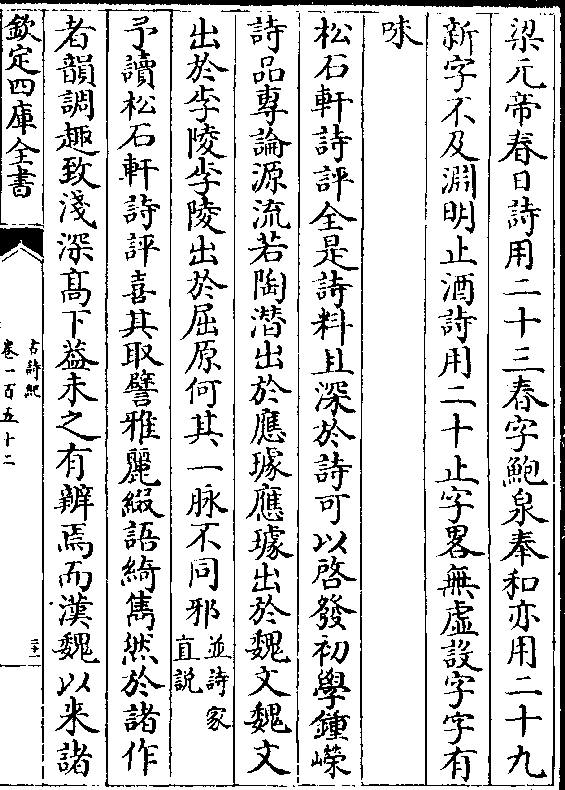 梁元帝春日詩用二十三春字鮑泉奉和亦用二十九
新字不及淵明止酒詩用二十止字畧無虛設字字有
味
松石軒詩評全是詩料且深於詩可以啓發初學鍾嶸
詩品專論源流若陶潛出於應璩應璩出於魏文魏文
出於李陵李陵出於屈原何其一脉不同邪並詩家直説
予讀松石軒詩評喜其取譬雅麗綴語綺雋然於諸作
者韻調趣致淺深髙下葢未之有辨焉而漢魏以来諸
欽定四庫全書
古詩紀
卷一百五十二
三